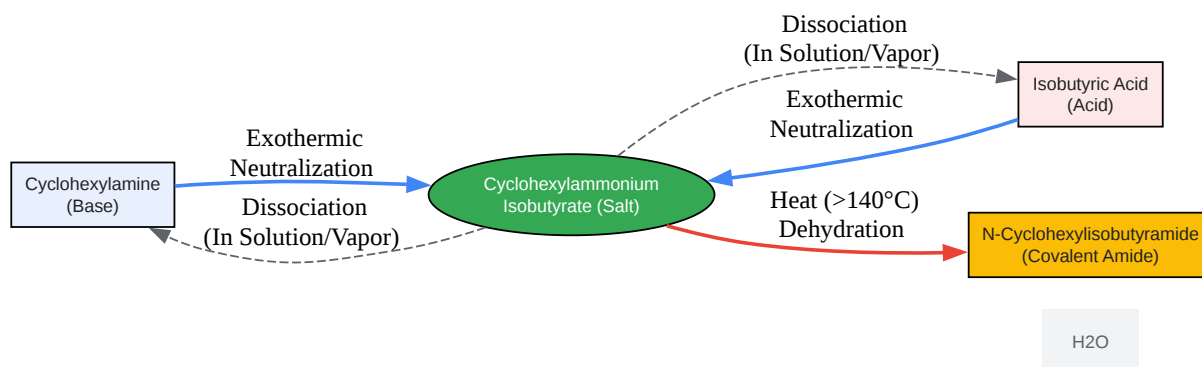 Dissociation
(In Solution/Vapor)
Isobutyric Acid
(Acid)
Exothermic
Neutralization
Exothermic
Neutralization
Cyclohexylamine
(Base)
Cyclohexylammonium
Isobutyrate (Salt)
Dissociation
(In Solution/Vapor)
Heat (>140°C)
Dehydration
N-Cyclohexylisobutyramide
(Covalent Amide)
H2O